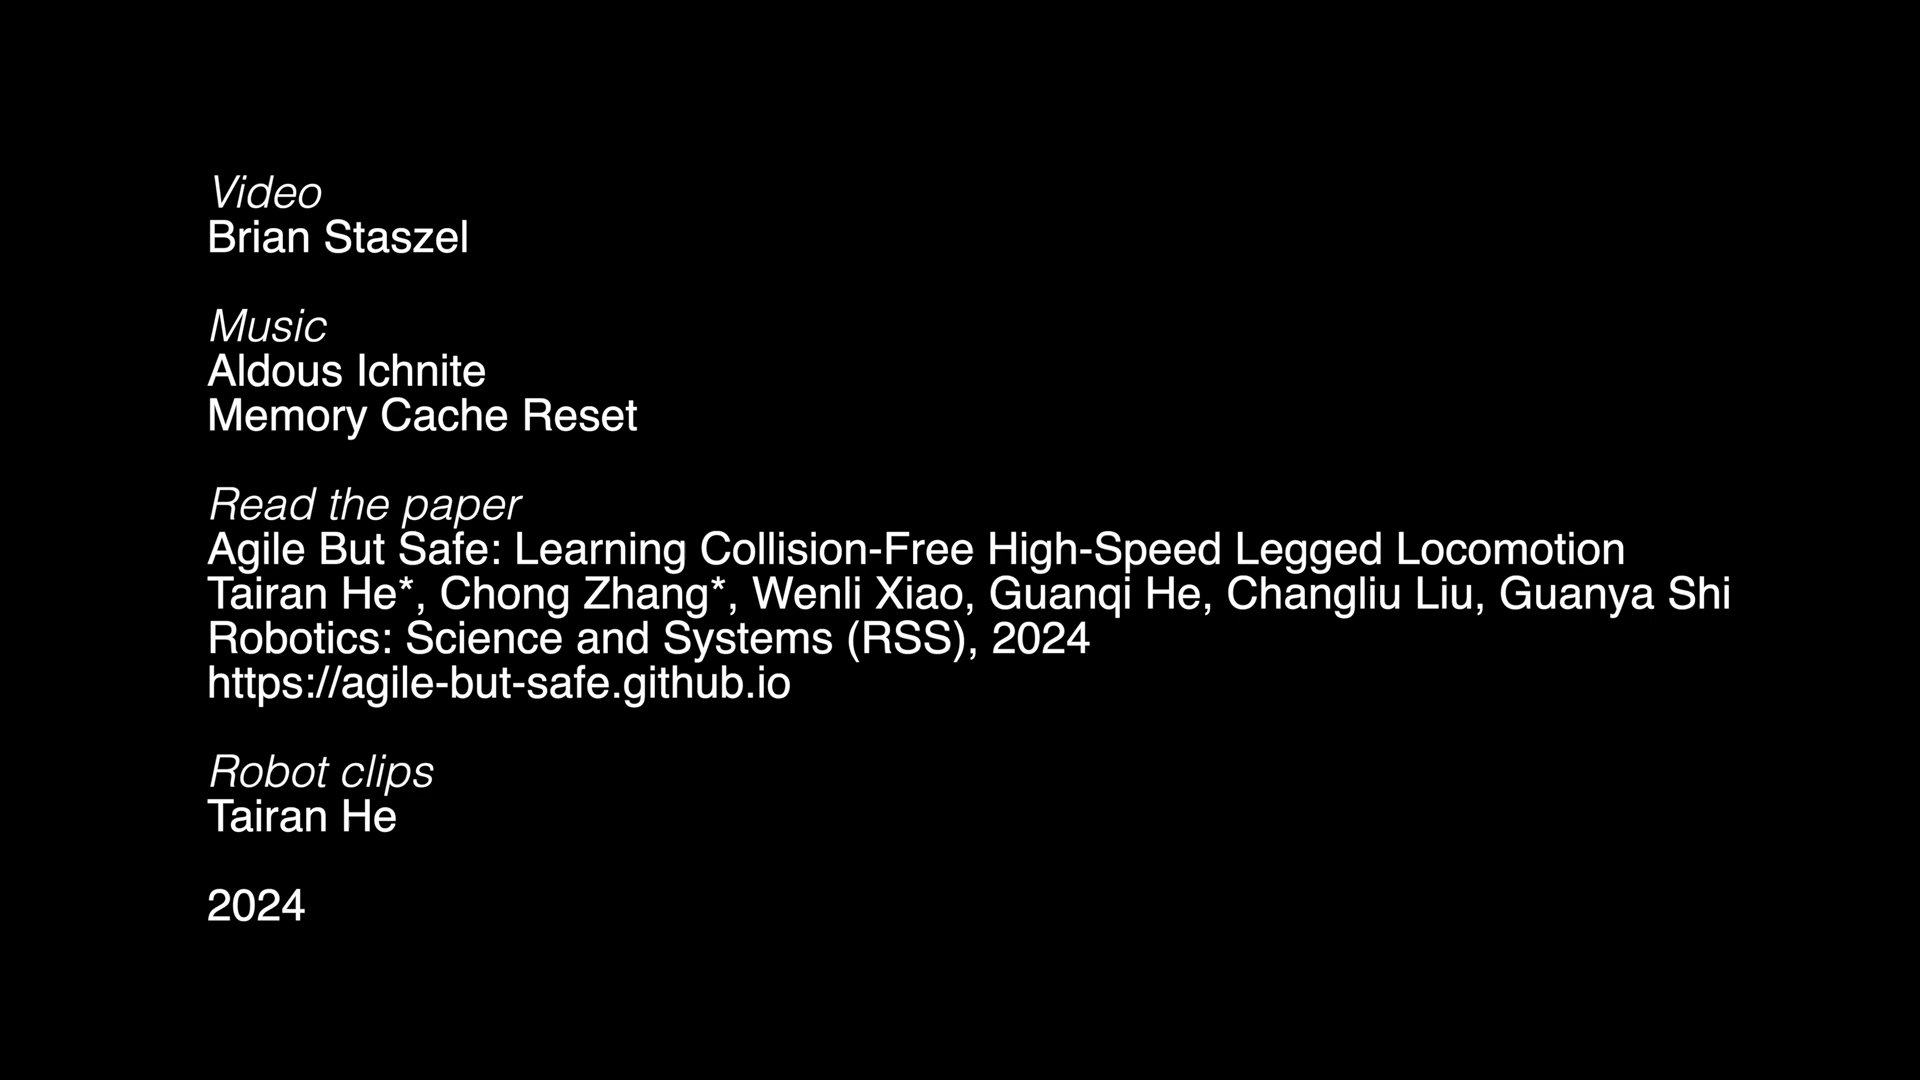 Video
Brian Staszel
Music
Aldous Ichnite
Memory Cache Reset
Read the paper
Agile But Safe: Learning Collision-Free High-Speed Legged Locomotion
Tairan He*, Chong Zhang*, Wenli Xiao, Guanqi He, Changliu Liu, Guanya Shi
Robotics: Science and Systems (RSS), 2024
https://agile-but-safe.github.io
Robot clips
Tairan He
2024